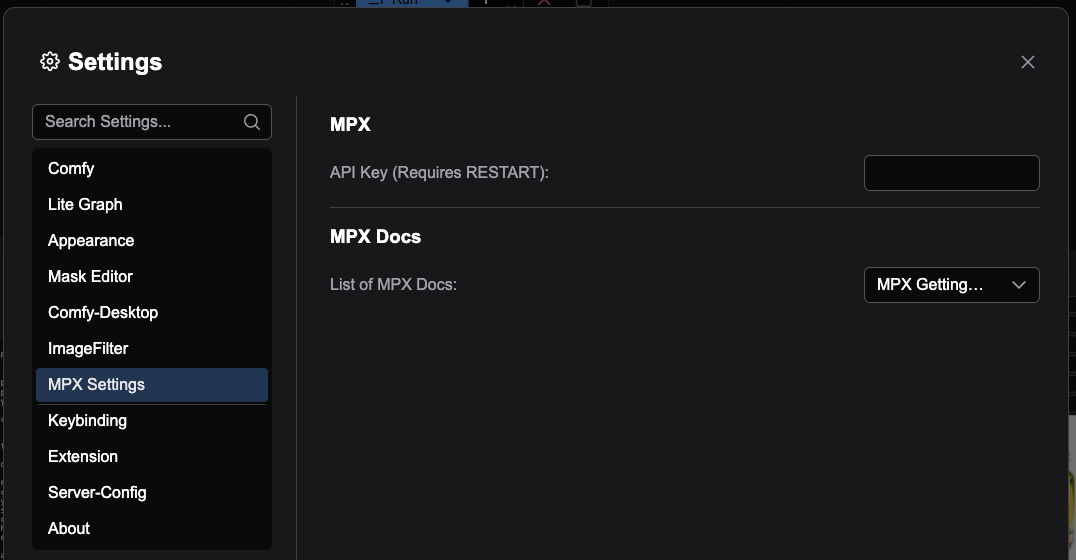 Run
Settings
Search Settings...
Comfy
Lite Graph
Appearance
Mask Editor
Comfy-Desktop
ImageFilter
MPX Settings
Keybinding
Extension
Server-Config
About
MPX
API Key (Requires RESTART):
MPX Docs
List of MPX Docs:
MPX Getting...